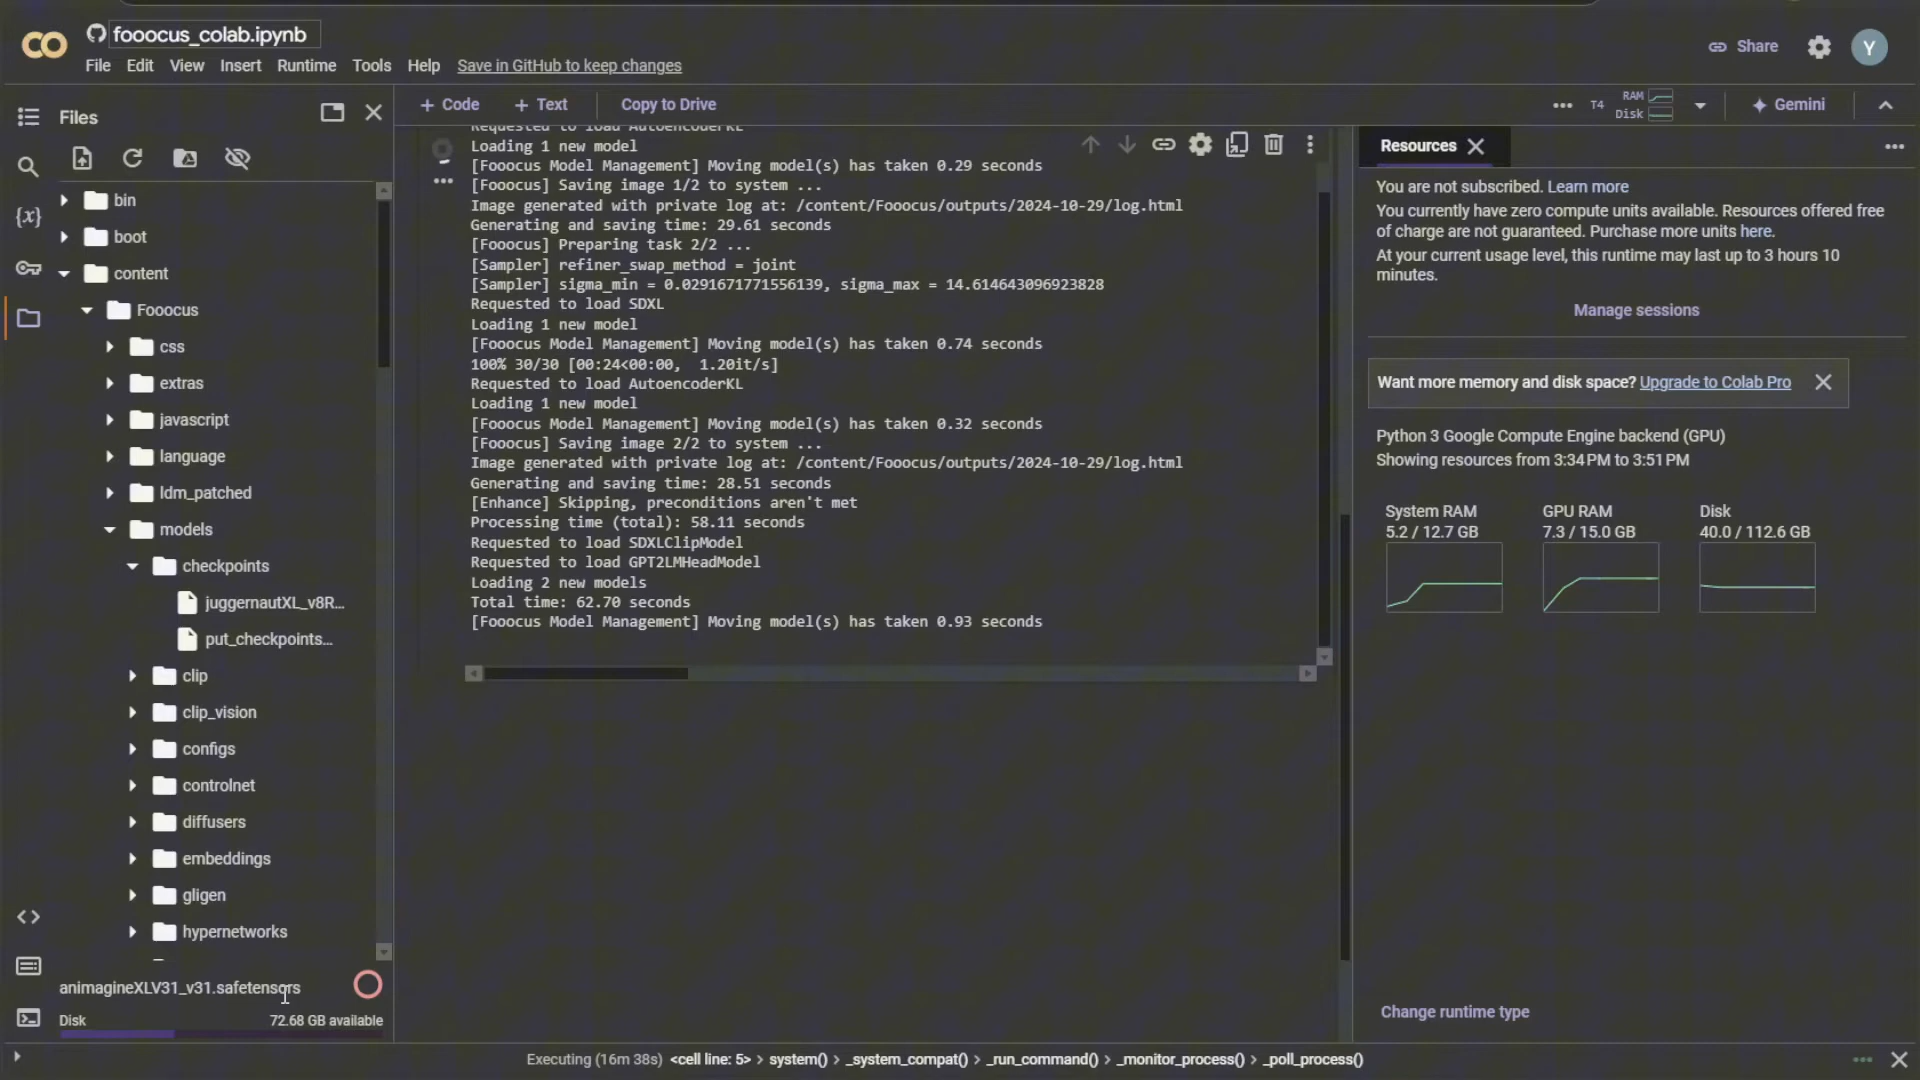 fooocus_colab.ipynb
File Edit View Insert Runtime Tools Help Save in GitHub to keep changes
Share
Y
Files
+ Code + Text Copy to Drive
T4 RAM Disk Gemini
bin
boot
content
Fooocus
css
extras
javascript
language
ldm_patched
models
checkpoints
juggernautXL_v8R...
put_checkpoints...
clip
clip_vision
configs
controlnet
diffusers
embeddings
gligen
hypernetworks
animagineXLV31_v31.safetensors
Disk 72.68 GB available
Requested to load AutoencoderKL
Loading 1 new model
[Fooocus Model Management] Moving model(s) has taken 0.29 seconds
[Fooocus] Saving image 1/2 to system ...
Image generated with private log at: /content/Fooocus/outputs/2024-10-29/log.html
Generating and saving time: 29.61 seconds
[Fooocus] Preparing task 2/2 ...
[Sampler] refiner_swap_method = joint
[Sampler] sigma_min = 0.0291671771556139, sigma_max = 14.614643096923828
Requested to load SDXL
Loading 1 new model
[Fooocus Model Management] Moving model(s) has taken 0.74 seconds
100% 30/30 [00:24<00:00, 1.20it/s]
Requested to load AutoencoderKL
Loading 1 new model
[Fooocus Model Management] Moving model(s) has taken 0.32 seconds
[Fooocus] Saving image 2/2 to system ...
Image generated with private log at: /content/Fooocus/outputs/2024-10-29/log.html
Generating and saving time: 28.51 seconds
[Enhance] Skipping, preconditions aren't met
Processing time (total): 58.11 seconds
Requested to load SDXLClipModel
Requested to load GPT2LMHeadModel
Loading 2 new models
Total time: 62.70 seconds
[Fooocus Model Management] Moving model(s) has taken 0.93 seconds
Resources
You are not subscribed. Learn more
You currently have zero compute units available. Resources offered free
of charge are not guaranteed. Purchase more units here.
At your current usage level, this runtime may last up to 3 hours 10
minutes.
Manage sessions
Want more memory and disk space? Upgrade to Colab Pro
Python 3 Google Compute Engine backend (GPU)
Showing resources from 3:34 PM to 3:51 PM
System RAM
5.2 / 12.7 GB
GPU RAM
7.3 / 15.0 GB
Disk
40.0 / 112.6 GB
Change runtime type
Executing (16m 38s) <cell line: 5> > system() > _system_compat() > _run_command() > _monitor_process() > _poll_process()